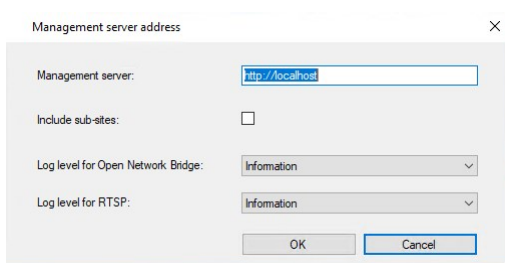 Management server address
Management server: http://localhost
Include sub-sites:
Log level for Open Network Bridge: Information
Log level for RTSP: Information
OK Cancel